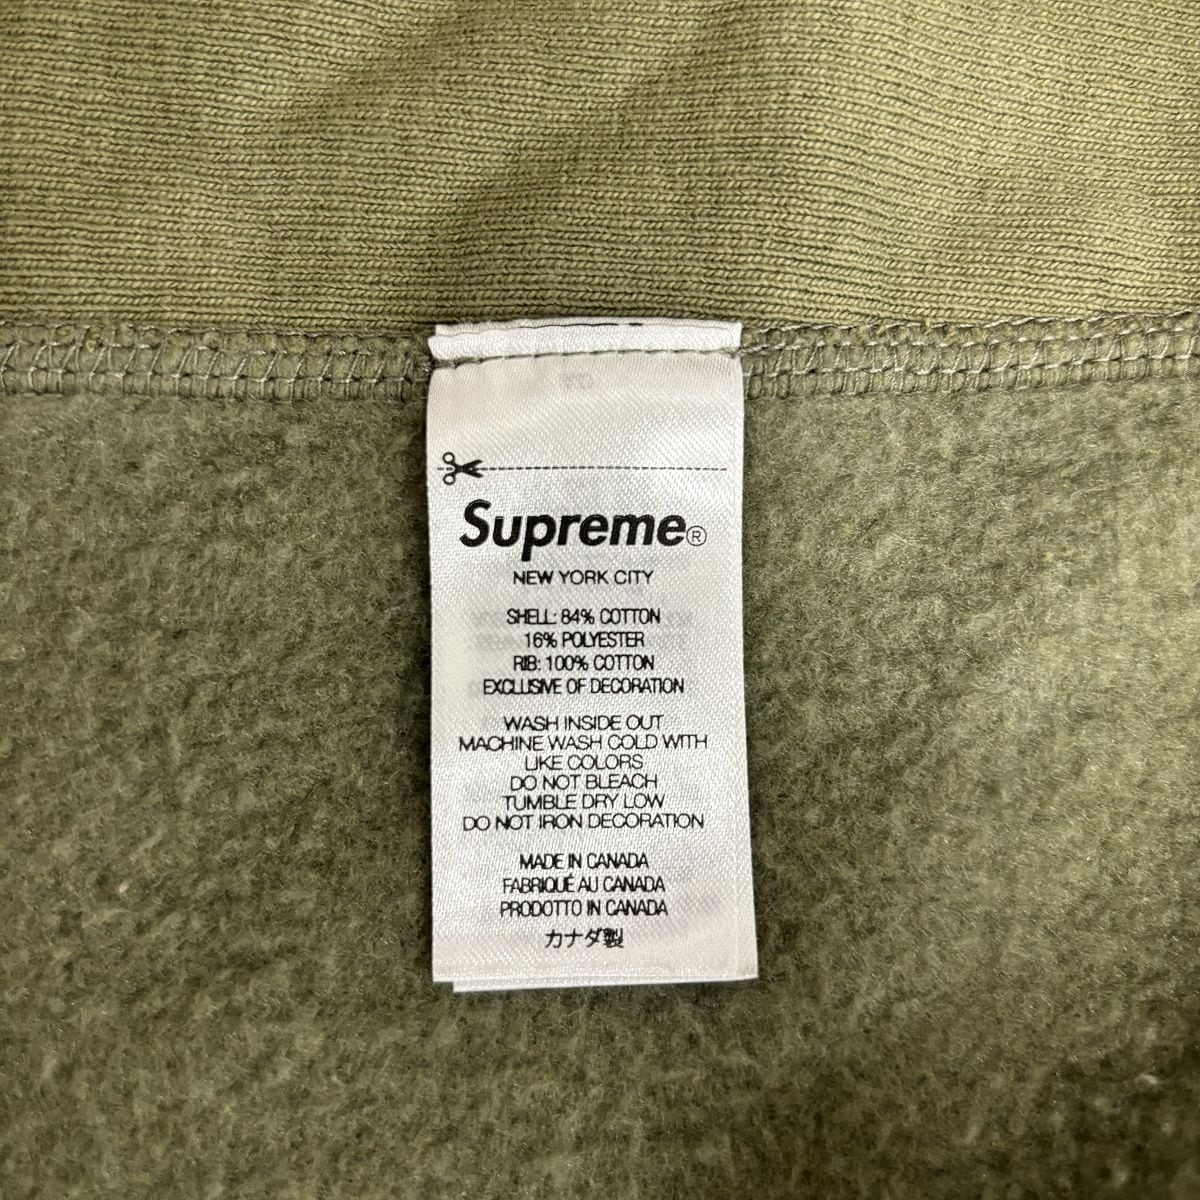 Supreme®
NEW YORK CITY
SHELL: 84% COTTON
16% POLYESTER
RIB: 100% COTTON
EXCLUSIVE OF DECORATION
WASH INSIDE OUT
MACHINE WASH COLD WITH
LIKE COLORS
DO NOT BLEACH
TUMBLE DRY LOW
DO NOT IRON DECORATION
MADE IN CANADA
FABRIQUÉ AU CANADA
PRODOTTO IN CANADA
カナダ製